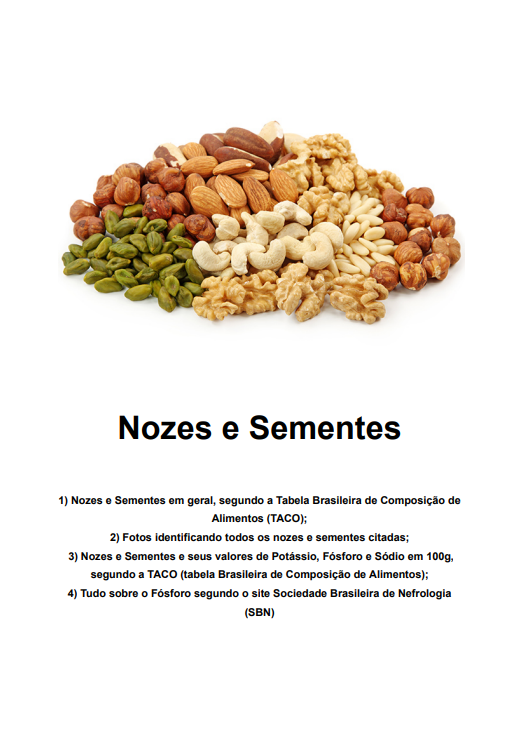 Nozes e Sementes
1) Nozes e Sementes em geral, segundo a Tabela Brasileira de Composição de
Alimentos (TACO);
2) Fotos identificando todos os nozes e sementes citadas;
3) Nozes e Sementes e seus valores de Potássio, Fósforo e Sódio em 100g,
segundo a TACO (tabela Brasileira de Composição de Alimentos);
4) Tudo sobre o Fósforo segundo o site Sociedade Brasileira de Nefrologia
(SBN)